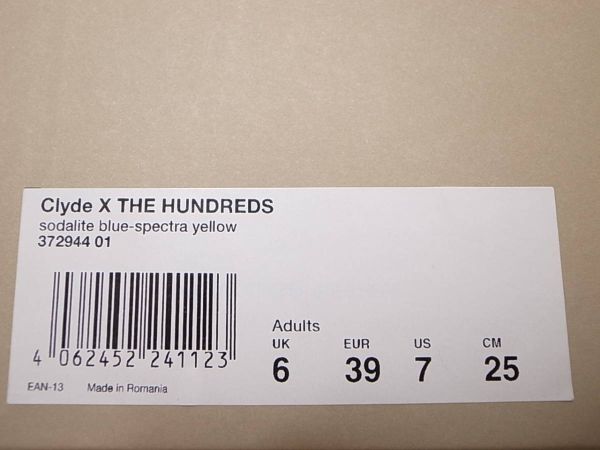 Clyde X THE HUNDREDS
sodalite blue-spectra yellow
372944 01
4 062452 241123
EAN-13 Made in Romania
Adults
UK EUR US CM
6 39 7 25